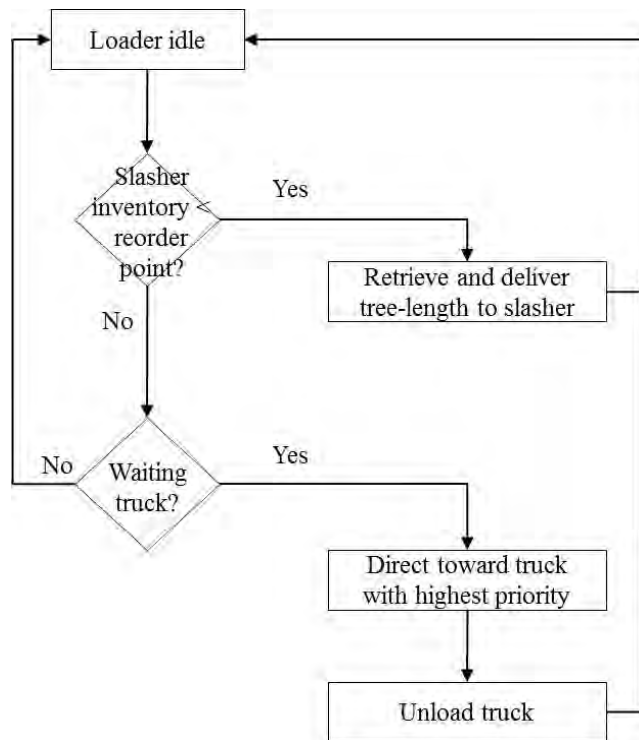 Loader idle
Slasher
inventory <
reorder
point?
Yes
Retrieve and deliver
tree-length to slasher
No
No
Waiting
truck?
Yes
Direct toward truck
with highest priority
Unload truck